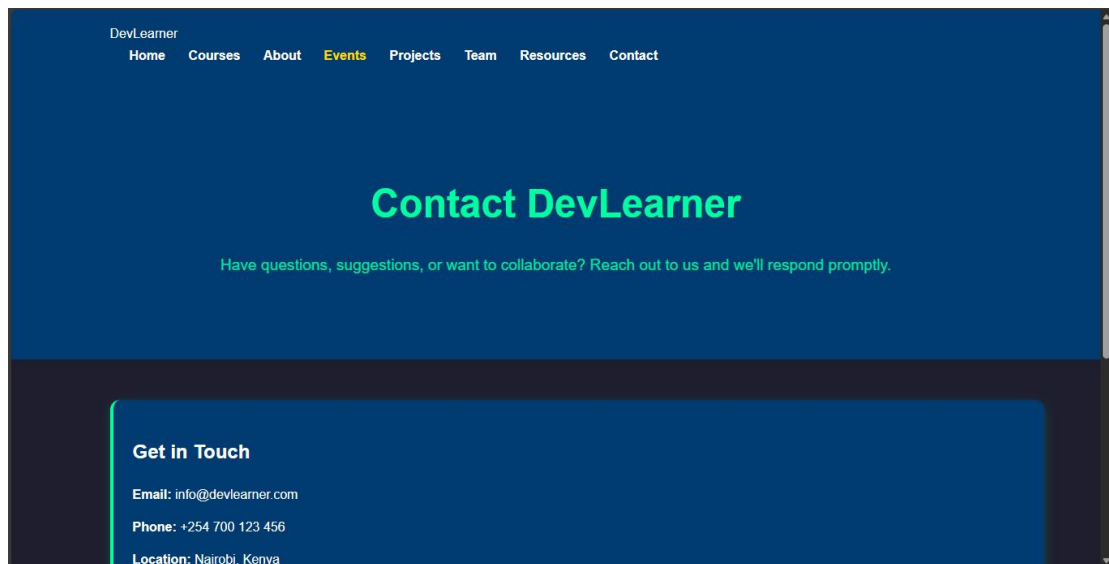 DevLearner
Home Courses About Events Projects Team Resources Contact
Contact DevLearner
Have questions, suggestions, or want to collaborate? Reach out to us and we'll respond promptly.
Get in Touch
Email: info@devlearner.com
Phone: +254 700 123 456
Location: Nairobi, Kenya